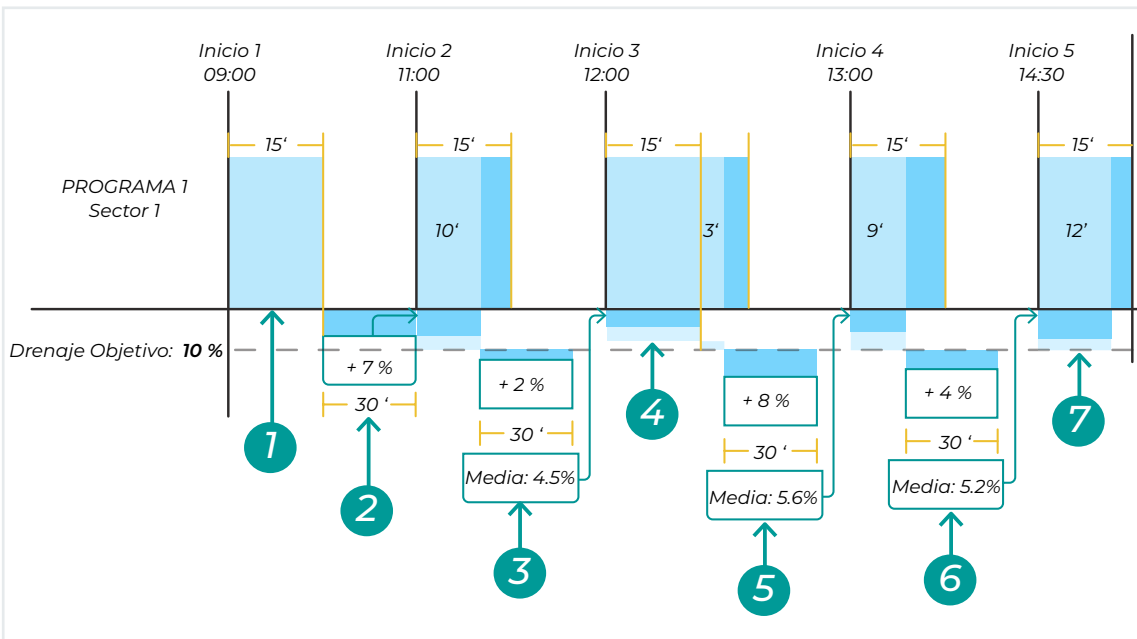 Inicio 1
09:00
Inicio 2
11:00
Inicio 3
12:00
Inicio 4
13:00
Inicio 5
14:30
15‘
15‘
15‘
15‘
15‘
PROGRAMA 1
Sector 1
10‘
3‘
9‘
12’
Drenaje Objetivo: 10 %
+ 7 %
+ 2 %
+ 8 %
+ 4 %
30 ‘
30 ‘
30 ‘
30 ‘
Media: 4.5%
Media: 5.6%
Media: 5.2%
1
2
3
4
5
6
7